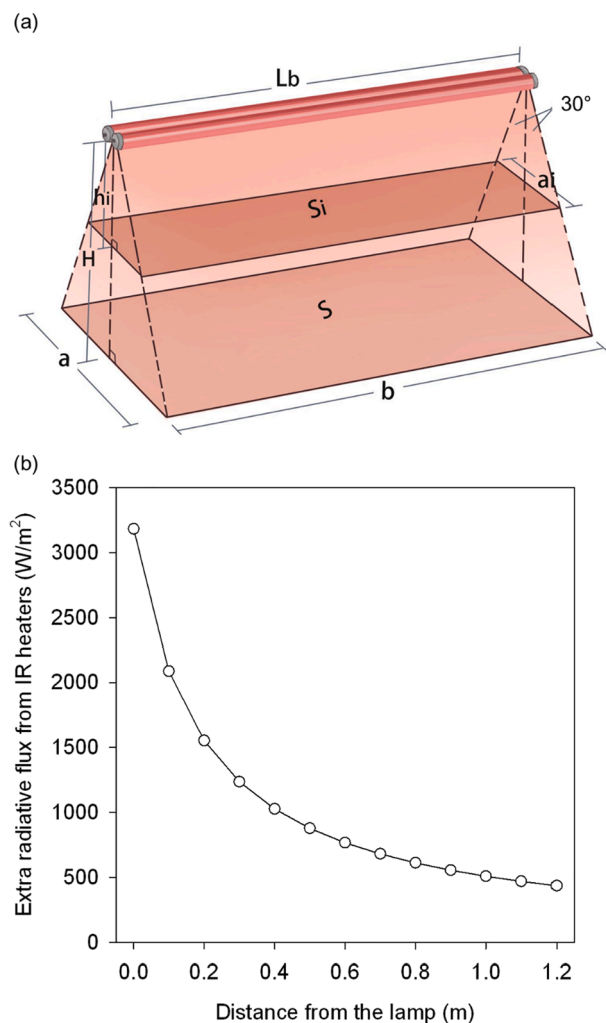 (a)
Lb
30°
hi
ai
Si
H
S
a
b
(b)
3500
3000
2500
2000
1500
1000
500
0
Extra radiative flux from IR heaters (W/m²)
0.0 0.2 0.4 0.6 0.8 1.0 1.2
Distance from the lamp (m)